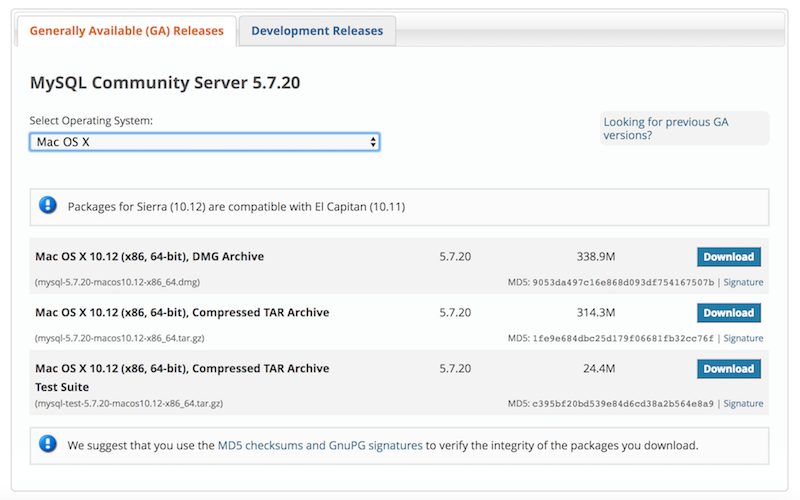 Generally Available (GA) Releases
Development Releases
MySQL Community Server 5.7.20
Select Operating System:
Mac OS X
Looking for previous GA
versions?
Packages for Sierra (10.12) are compatible with El Capitan (10.11)
Mac OS X 10.12 (x86, 64-bit), DMG Archive 5.7.20 338.9M Download
(mysql-5.7.20-macos10.12-x86_64.dmg) MD5: 9053da497c16e868d093df754167507b | Signature
Mac OS X 10.12 (x86, 64-bit), Compressed TAR Archive 5.7.20 314.3M Download
(mysql-5.7.20-macos10.12-x86_64.tar.gz) MD5: 1fe9e684dbc25d179f06681fb32cc76f | Signature
Mac OS X 10.12 (x86, 64-bit), Compressed TAR Archive 5.7.20 24.4M Download
Test Suite
(mysql-test-5.7.20-macos10.12-x86_64.tar.gz) MD5: c395bf20bd539e84d6cd38a2b564e8a9 | Signature
We suggest that you use the MD5 checksums and GnuPG signatures to verify the integrity of the packages you download.